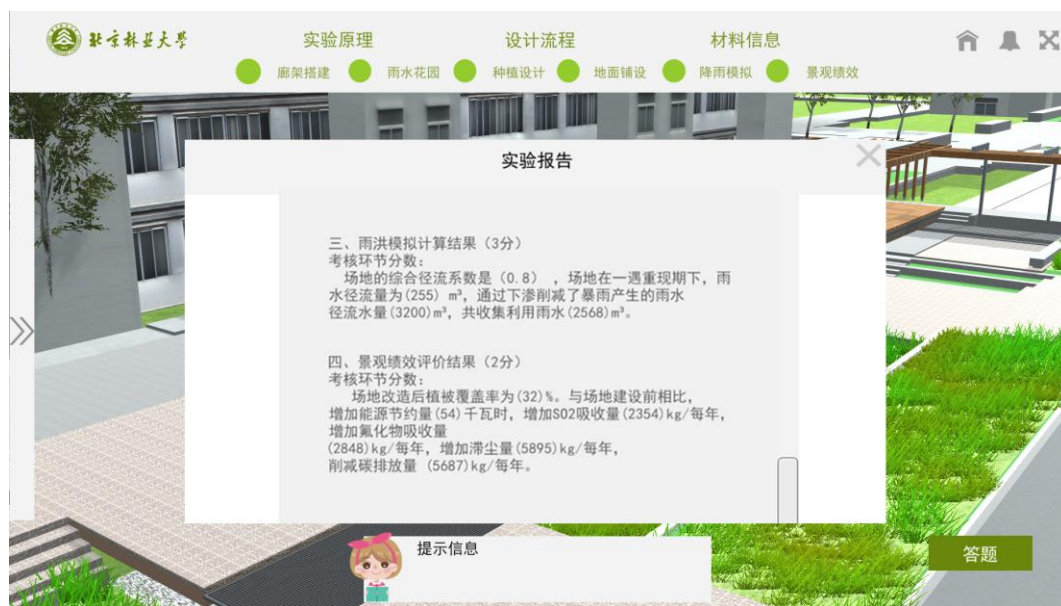 北京林业大学
实验原理 设计流程 材料信息
廊架搭建 雨水花园 种植设计 地面铺设 降雨模拟 景观绩效
实验报告
三、雨洪模拟计算结果（3分）
考核环节分数：
场地的综合径流系数是（0.8），场地在一遇重现期下，雨
水径流量为(255) m³，通过下渗削减了暴雨产生的雨水
径流水量(3200)m³，共收集利用雨水(2568)m³。
四、景观绩效评价结果（2分）
考核环节分数：
场地改造后植被覆盖率为(32)%。与场地建设前相比，
增加能源节约量(54)千瓦时，增加SO2吸收量(2354)kg/每年，
增加氟化物吸收量
(2848)kg/每年，增加滞尘量(5895)kg/每年，
削减碳排放量 (5687)kg/每年。
提示信息
答题